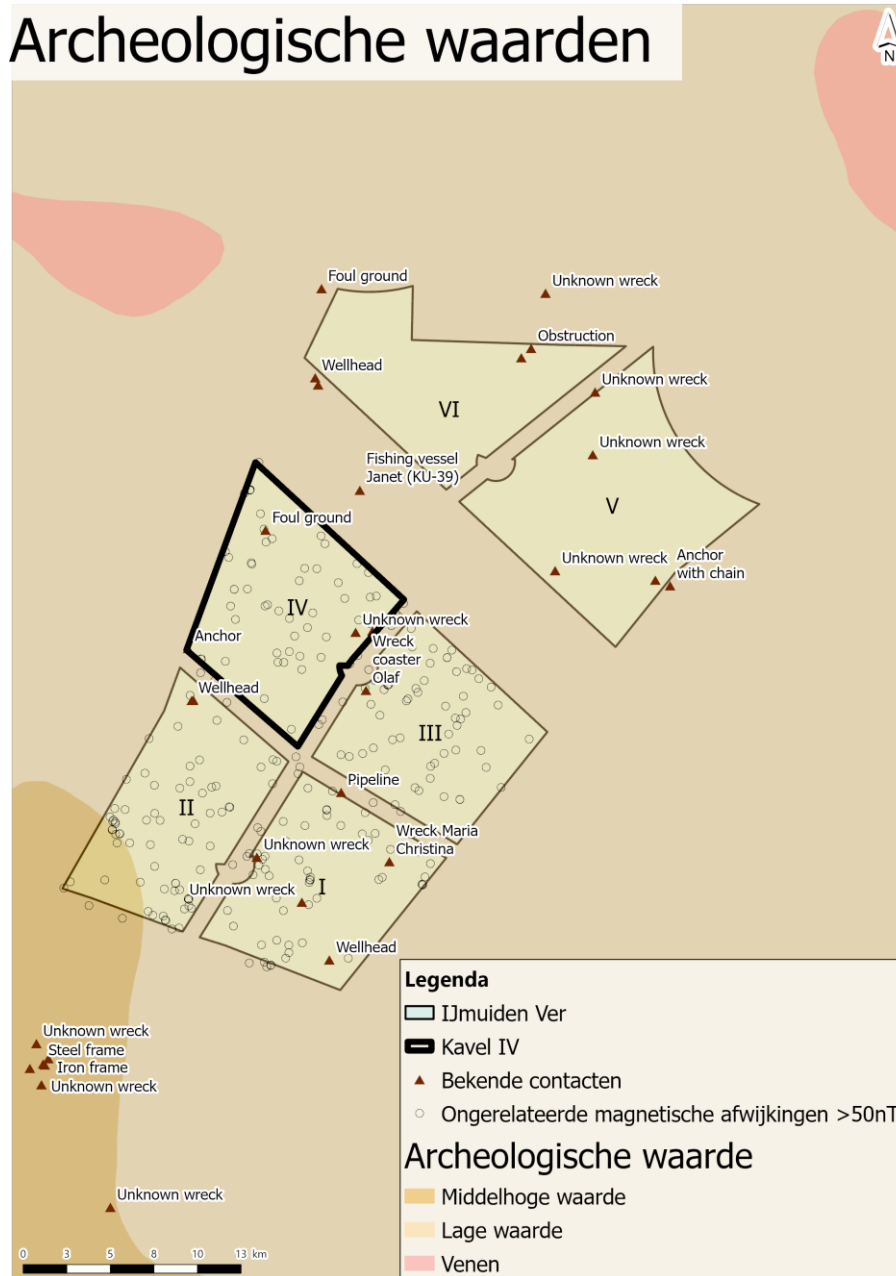 Archeologische waarden
N
Foul ground
Unknown wreck
Obstruction
Wellhead
Unknown wreck
VI
Unknown wreck
Fishing vessel
Janet (KU-39)
V
Foul ground
Unknown wreck
Anchor
with chain
IV
Unknown wreck
Anchor
Wreck
coaster
Olaf
Wellhead
III
Pipeline
II
Wreck Maria
Christina
Unknown wreck
Unknown wreck
I
Wellhead
Legenda
IJmuiden Ver
Kavel IV
Bekende contacten
Ongerelateerde magnetische afwijkingen >50nT
Archeologische waarde
Middelhoge waarde
Lage waarde
Venen
Unknown wreck
Steel frame
Iron frame
Unknown wreck
Unknown wreck
0 3 5 8 10 13 km